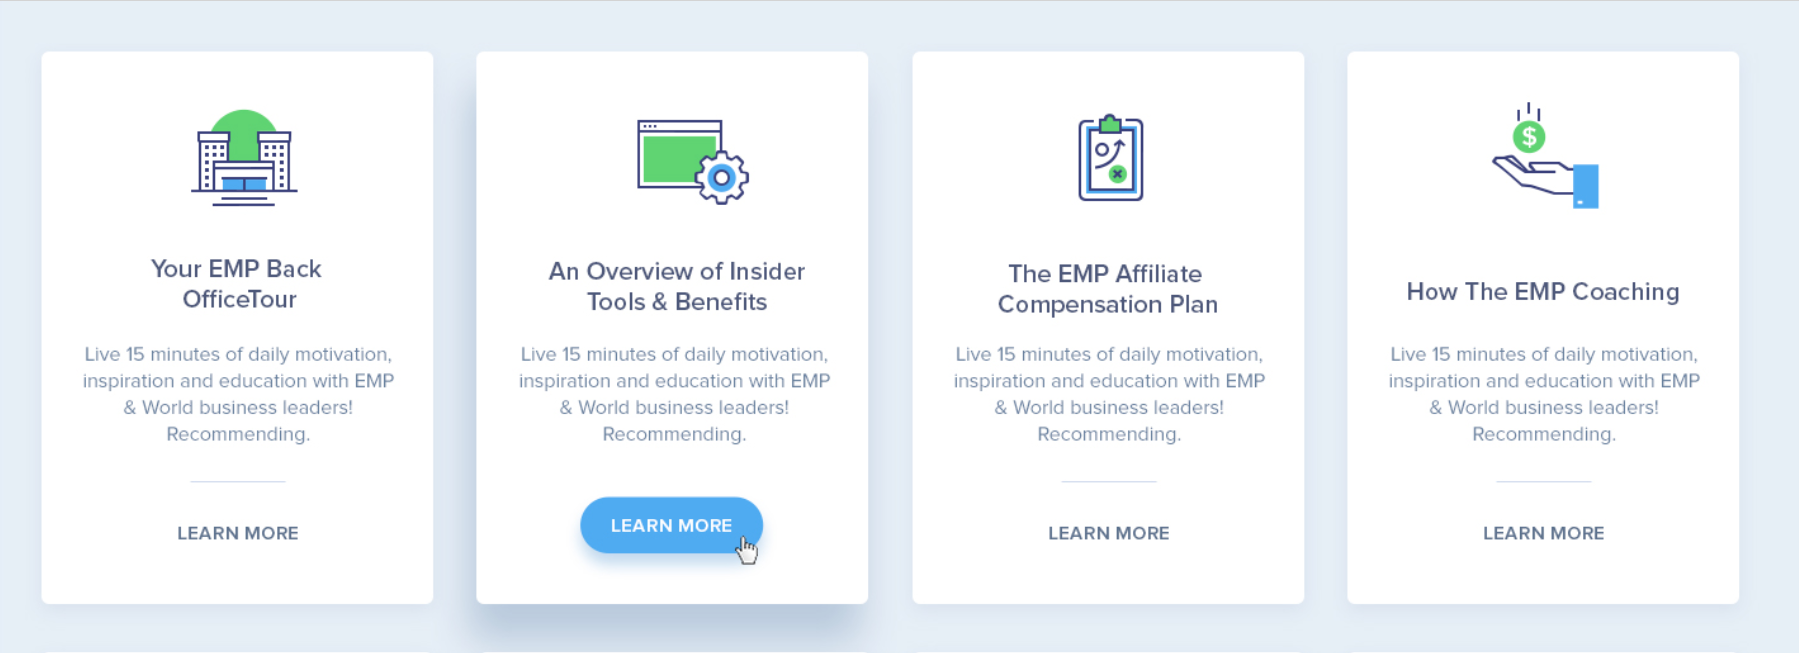 Your EMP Back
OfficeTour
Live 15 minutes of daily motivation,
inspiration and education with EMP
& World business leaders!
Recommending.
LEARN MORE
An Overview of Insider
Tools & Benefits
Live 15 minutes of daily motivation,
inspiration and education with EMP
& World business leaders!
Recommending.
LEARN MORE
The EMP Affiliate
Compensation Plan
Live 15 minutes of daily motivation,
inspiration and education with EMP
& World business leaders!
Recommending.
LEARN MORE
$
How The EMP Coaching
Live 15 minutes of daily motivation,
inspiration and education with EMP
& World business leaders!
Recommending.
LEARN MORE